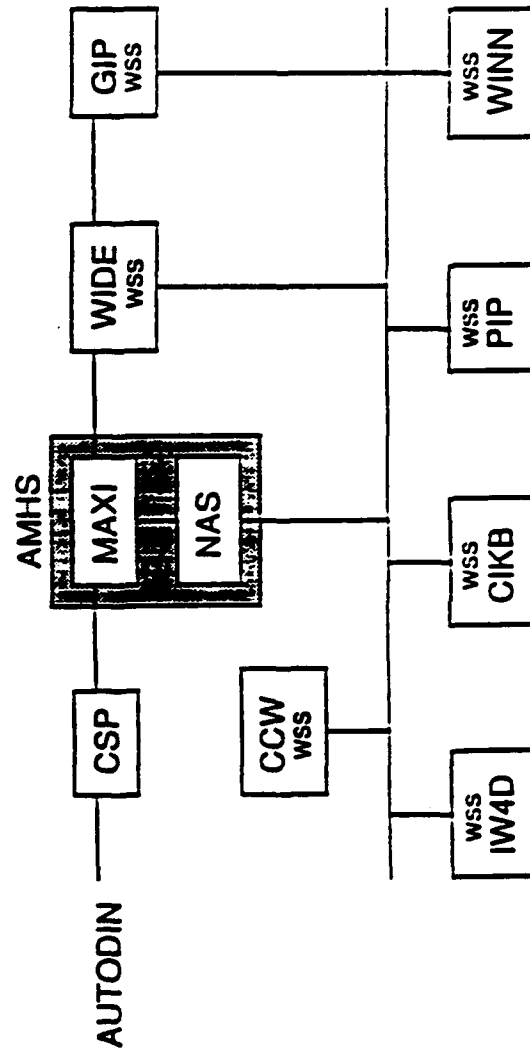 AMHS
AUTODIN
CSP
MAXI
WIDE
WSS
GIP
WSS
NAS
CCW
WSS
WSS
IW4D
WSS
CIKB
WSS
PIP
WSS
WINN